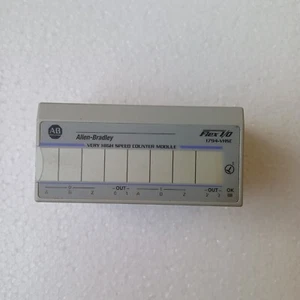 AB
Allen-Bradley
Flex I/O
1794-VHSC
VERY HIGH SPEED COUNTER MODULE
OUT
OUT
OK